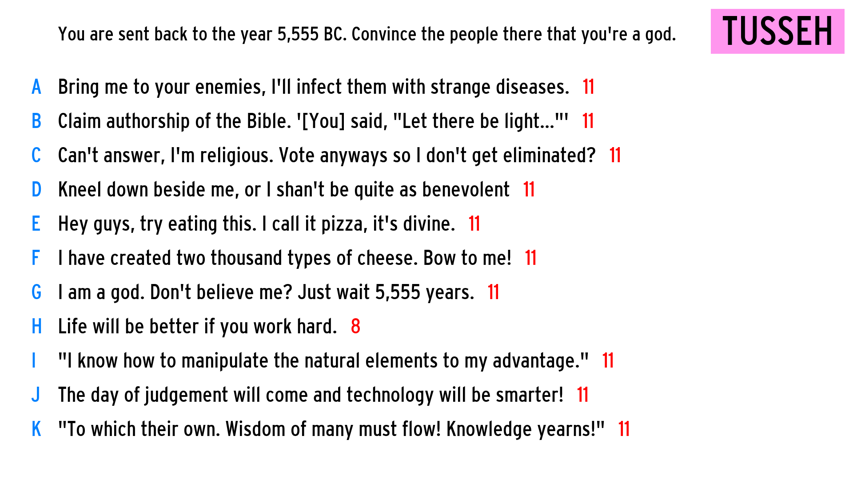 You are sent back to the year 5,555 BC. Convince the people there that you're a god.
TUSSEH
A Bring me to your enemies, I'll infect them with strange diseases. 11
B Claim authorship of the Bible. '[You] said, "Let there be light..."' 11
C Can't answer, I'm religious. Vote anyways so I don't get eliminated? 11
D Kneel down beside me, or I shan't be quite as benevolent 11
E Hey guys, try eating this. I call it pizza, it's divine. 11
F I have created two thousand types of cheese. Bow to me! 11
G I am a god. Don't believe me? Just wait 5,555 years. 11
H Life will be better if you work hard. 8
I "I know how to manipulate the natural elements to my advantage." 11
J The day of judgement will come and technology will be smarter! 11
K "To which their own. Wisdom of many must flow! Knowledge yearns!" 11